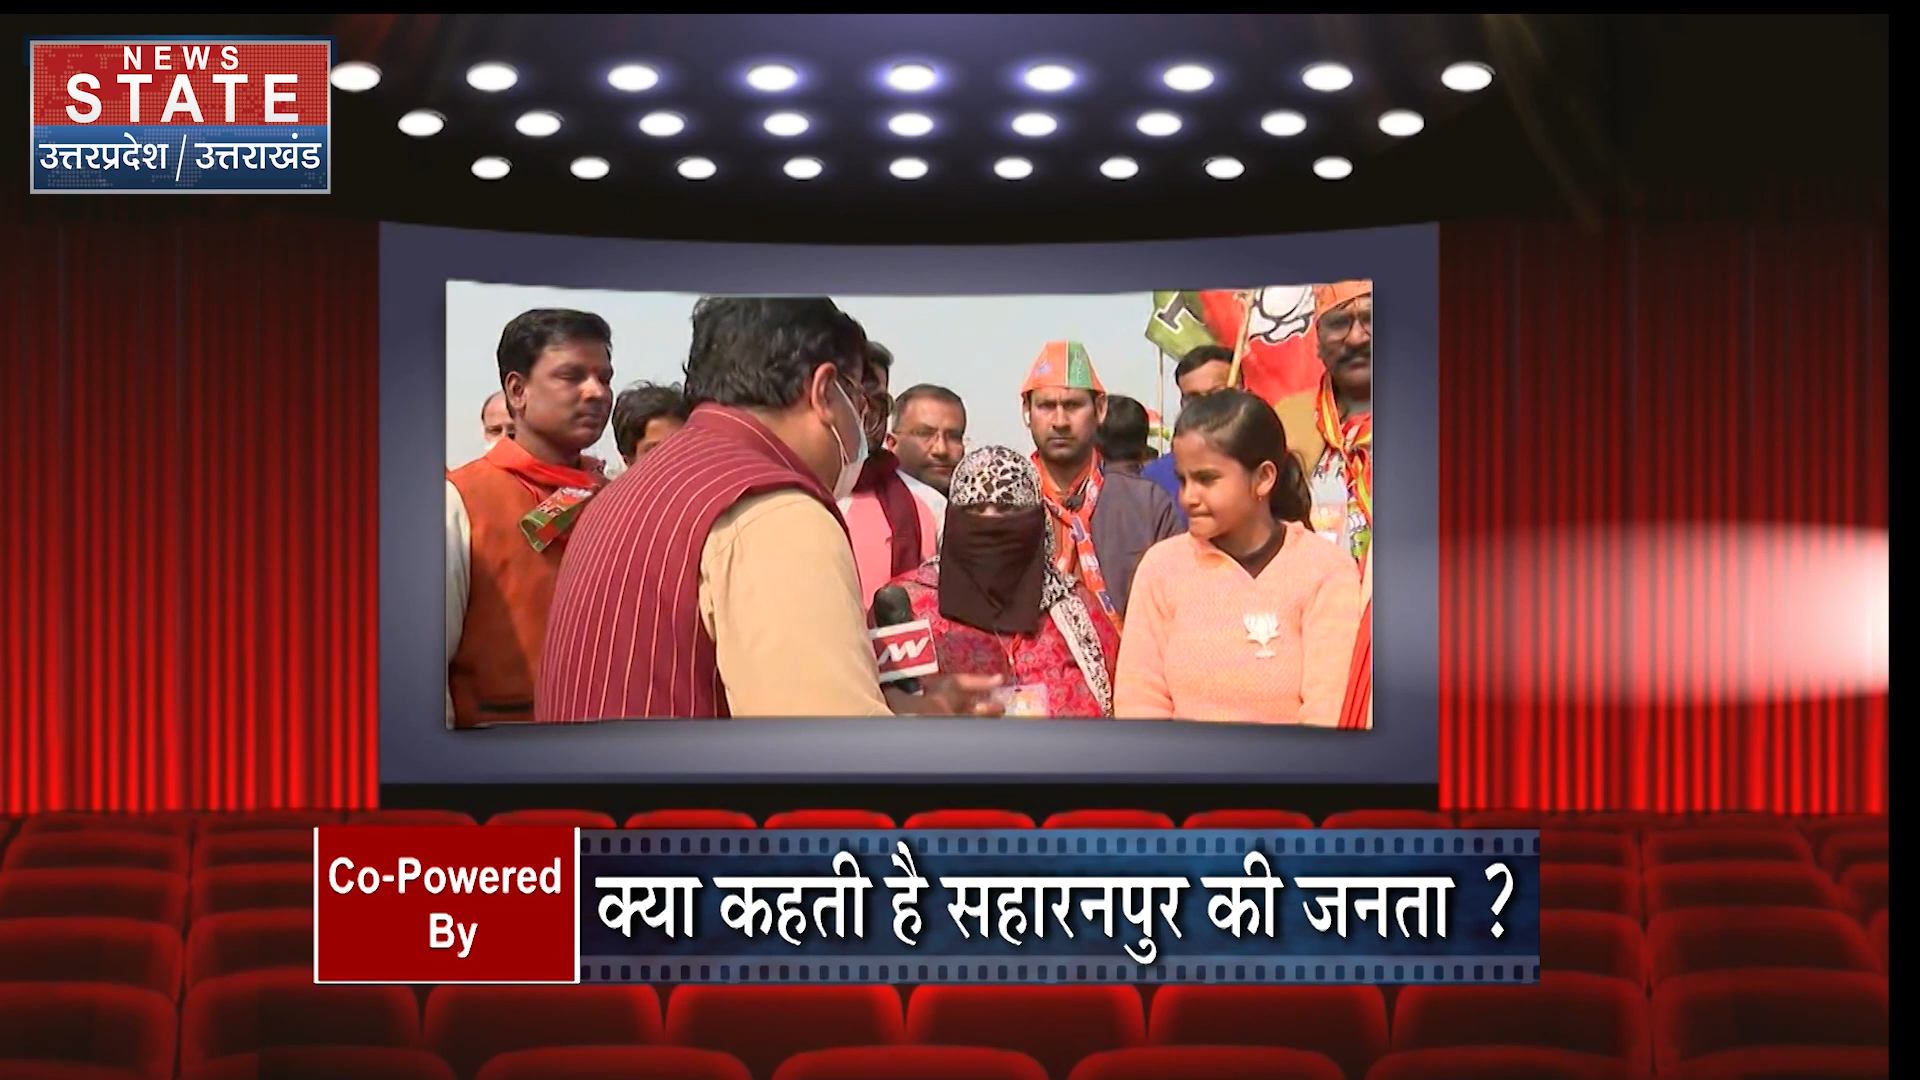 NEWS
STATE
उत्तरप्रदेश/उत्तराखंड
Co-Powered
By
क्या कहती है सहारनपुर की जनता ?